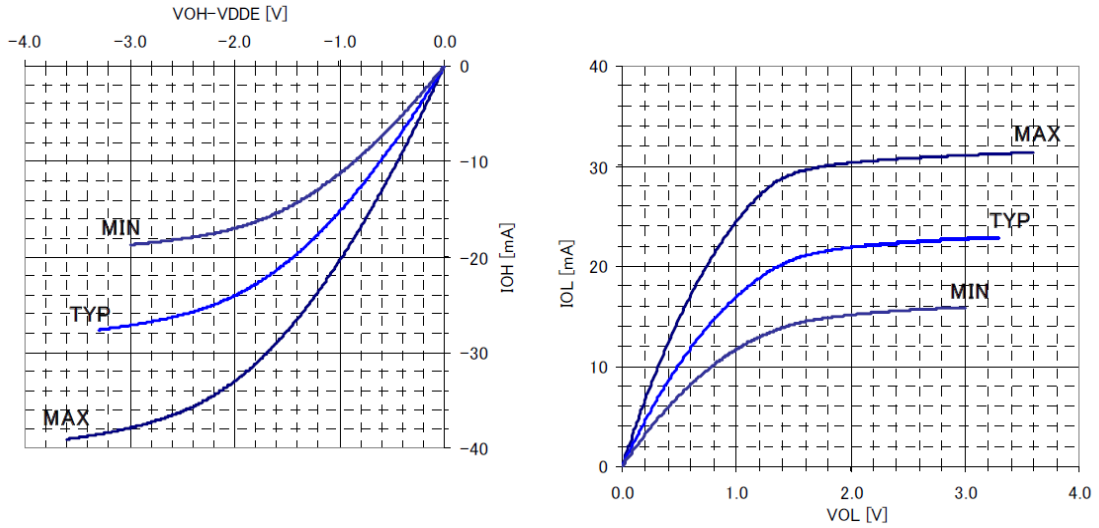 VOH-VDDE [V]
-4.0 -3.0 -2.0 -1.0 0.0
0
-10
-20
-30
-40
IOH [mA]
MIN
TYP
MAX
40
30
20
10
0
IOL [mA]
MAX
TYP
MIN
0.0 1.0 2.0 3.0 4.0
VOL [V]